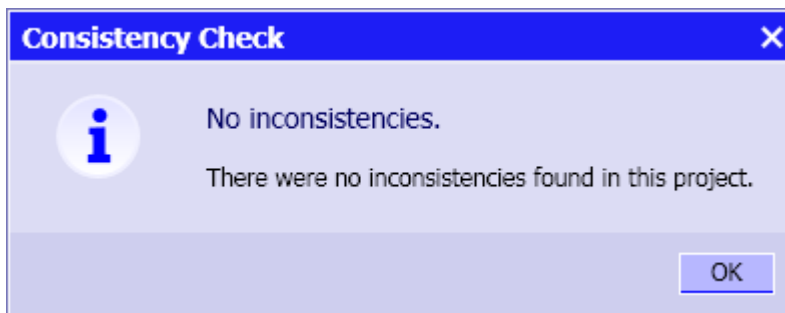 Consistency Check
No inconsistencies.
There were no inconsistencies found in this project.
OK